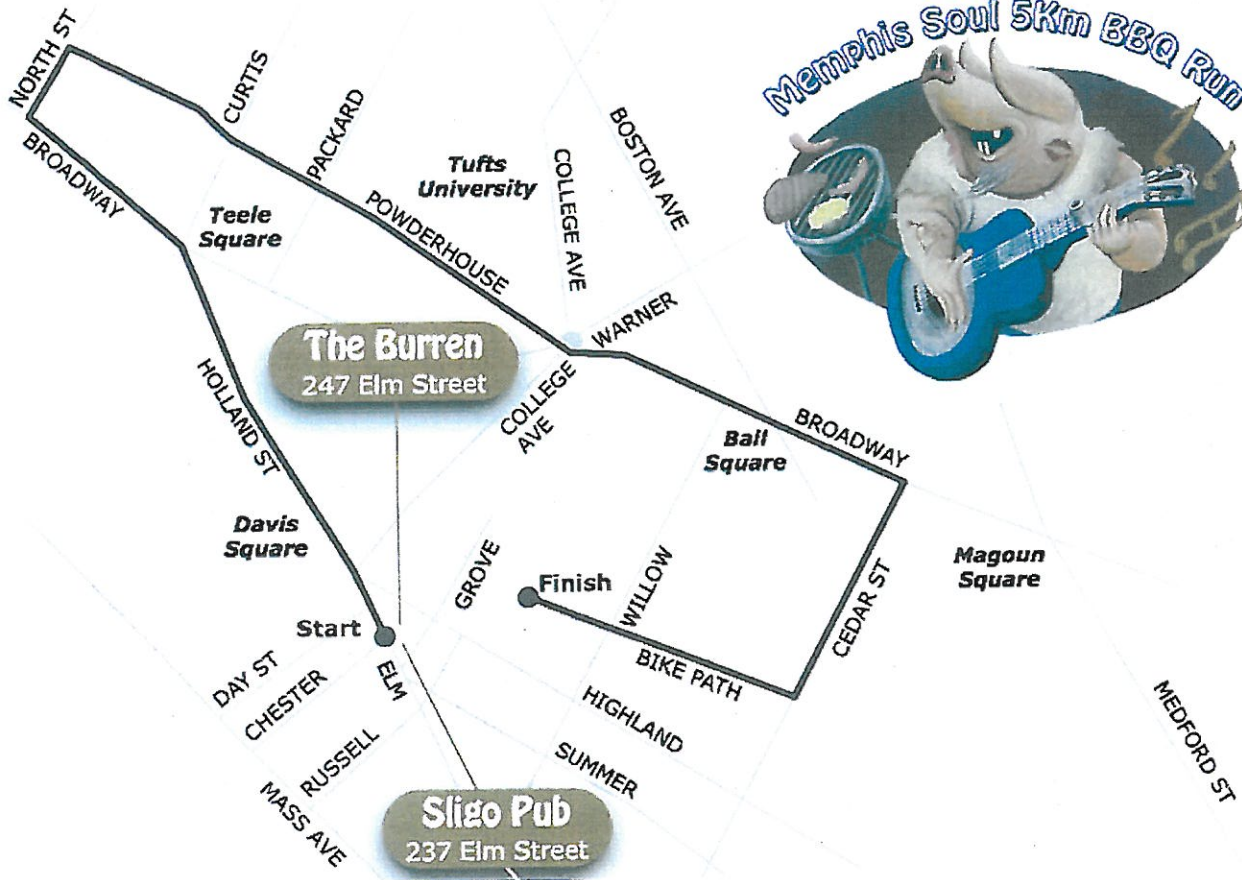 Memphis Soul 5Km BBQ Run
NORTH ST
CURTIS
PACKARD
BROADWAY
Teele
Square
Tufts
University
COLLEGE AVE
BOSTON AVE
POWDERHOUSE
WARNER
The Burren
247 Elm Street
COLLEGE
AVE
HOLLAND ST
Ball
Square
BROADWAY
Davis
Square
GROVE
Finish
WILLOW
CEDAR ST
Magoun
Square
Start
BIKE PATH
DAY ST
CHESTER
ELM
HIGHLAND
RUSSELL
SUMMER
MASS AVE
MEDFORD ST
Sligo Pub
237 Elm Street